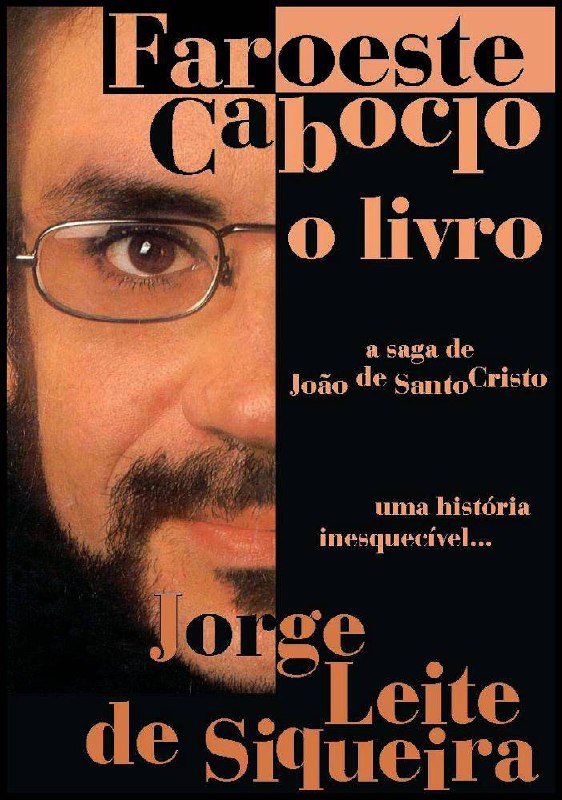 Faroeste
Caboclo
o livro
a saga de
João de Santo Cristo
uma história
inesquecível...
Jorge
Leite
de Siqueira